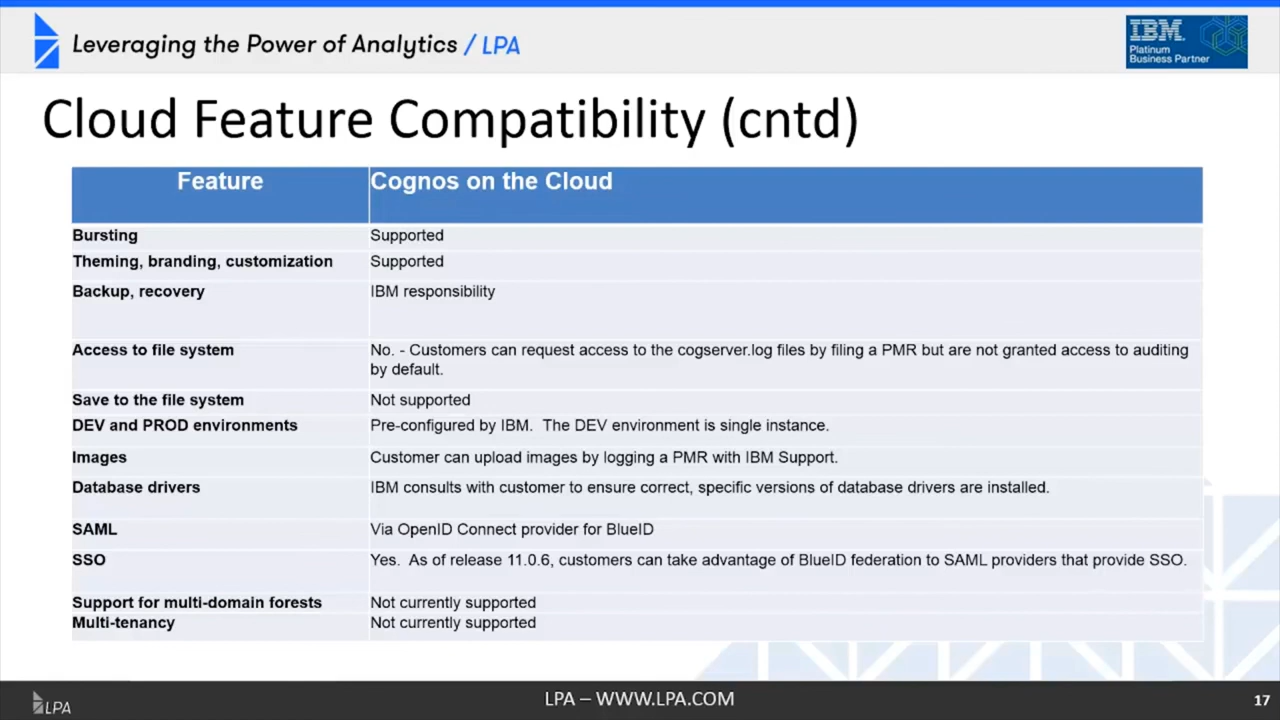 Leveraging the Power of Analytics / LPA
IBM.
Platinum
Business Partner
Cloud Feature Compatibility (cntd)
Feature Cognos on the Cloud
Bursting Supported
Theming, branding, customization Supported
Backup, recovery IBM responsibility
Access to file system No. - Customers can request access to the cogserver.log files by filing a PMR but are not granted access to auditing
by default.
Save to the file system Not supported
DEV and PROD environments Pre-configured by IBM.  The DEV environment is single instance.
Images Customer can upload images by logging a PMR with IBM Support.
Database drivers IBM consults with customer to ensure correct, specific versions of database drivers are installed.
SAML Via OpenID Connect provider for BlueID
SSO Yes.  As of release 11.0.6, customers can take advantage of BlueID federation to SAML providers that provide SSO.
Support for multi-domain forests Not currently supported
Multi-tenancy Not currently supported
LPA
LPA – WWW.LPA.COM
17